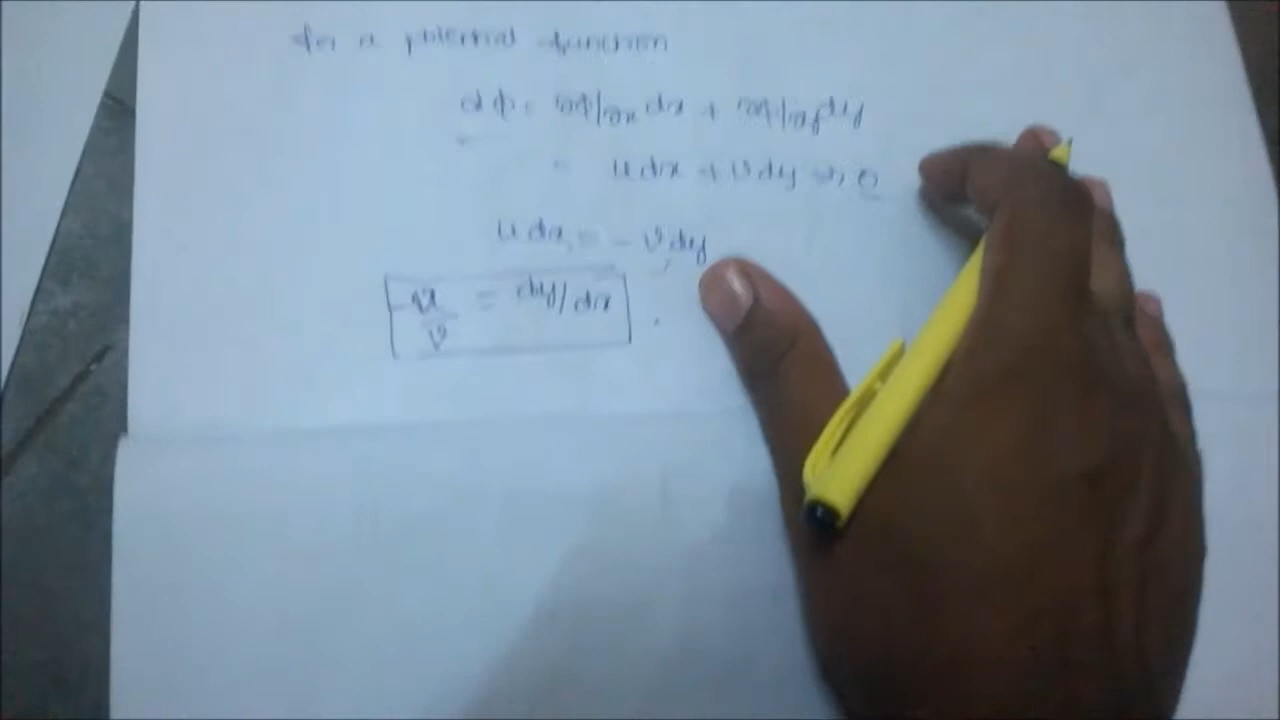 for a potential function
dφ = ∂φ/∂x dx + ∂φ/∂y dy
= u dx + v dy = 0
u dx = - v dy
-u/v = dy/dx .